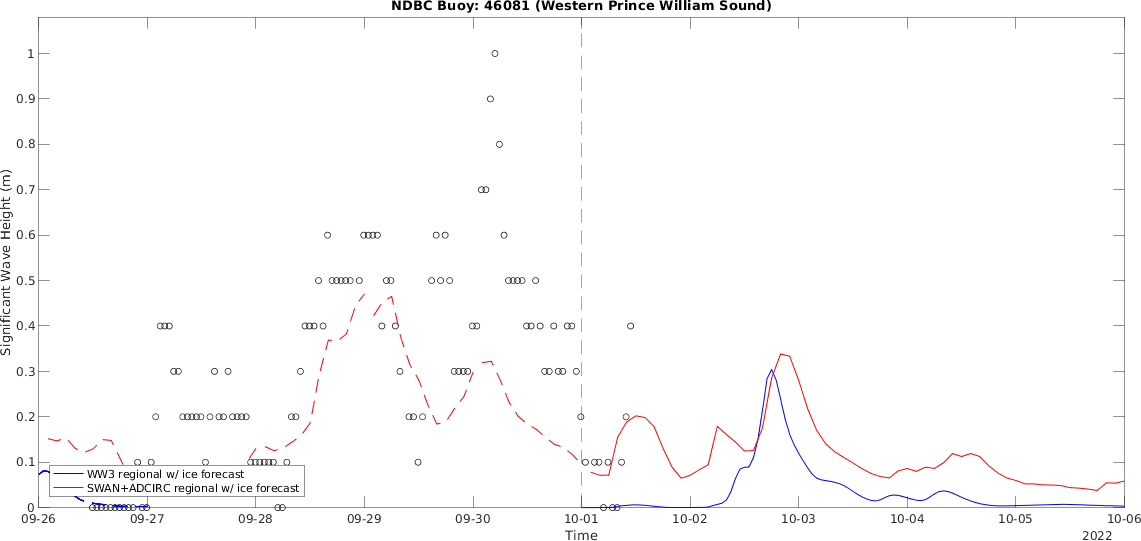 NDBC Buoy: 46081 (Western Prince William Sound)
Significant Wave Height (m)
1
0.9
0.8
0.7
0.6
0.5
0.4
0.3
0.2
0.1
0
WW3 regional w/ ice forecast
SWAN+ADCIRC regional w/ ice forecast
09-26 09-27 09-28 09-29 09-30 10-01 10-02 10-03 10-04 10-05 10-06
Time
2022